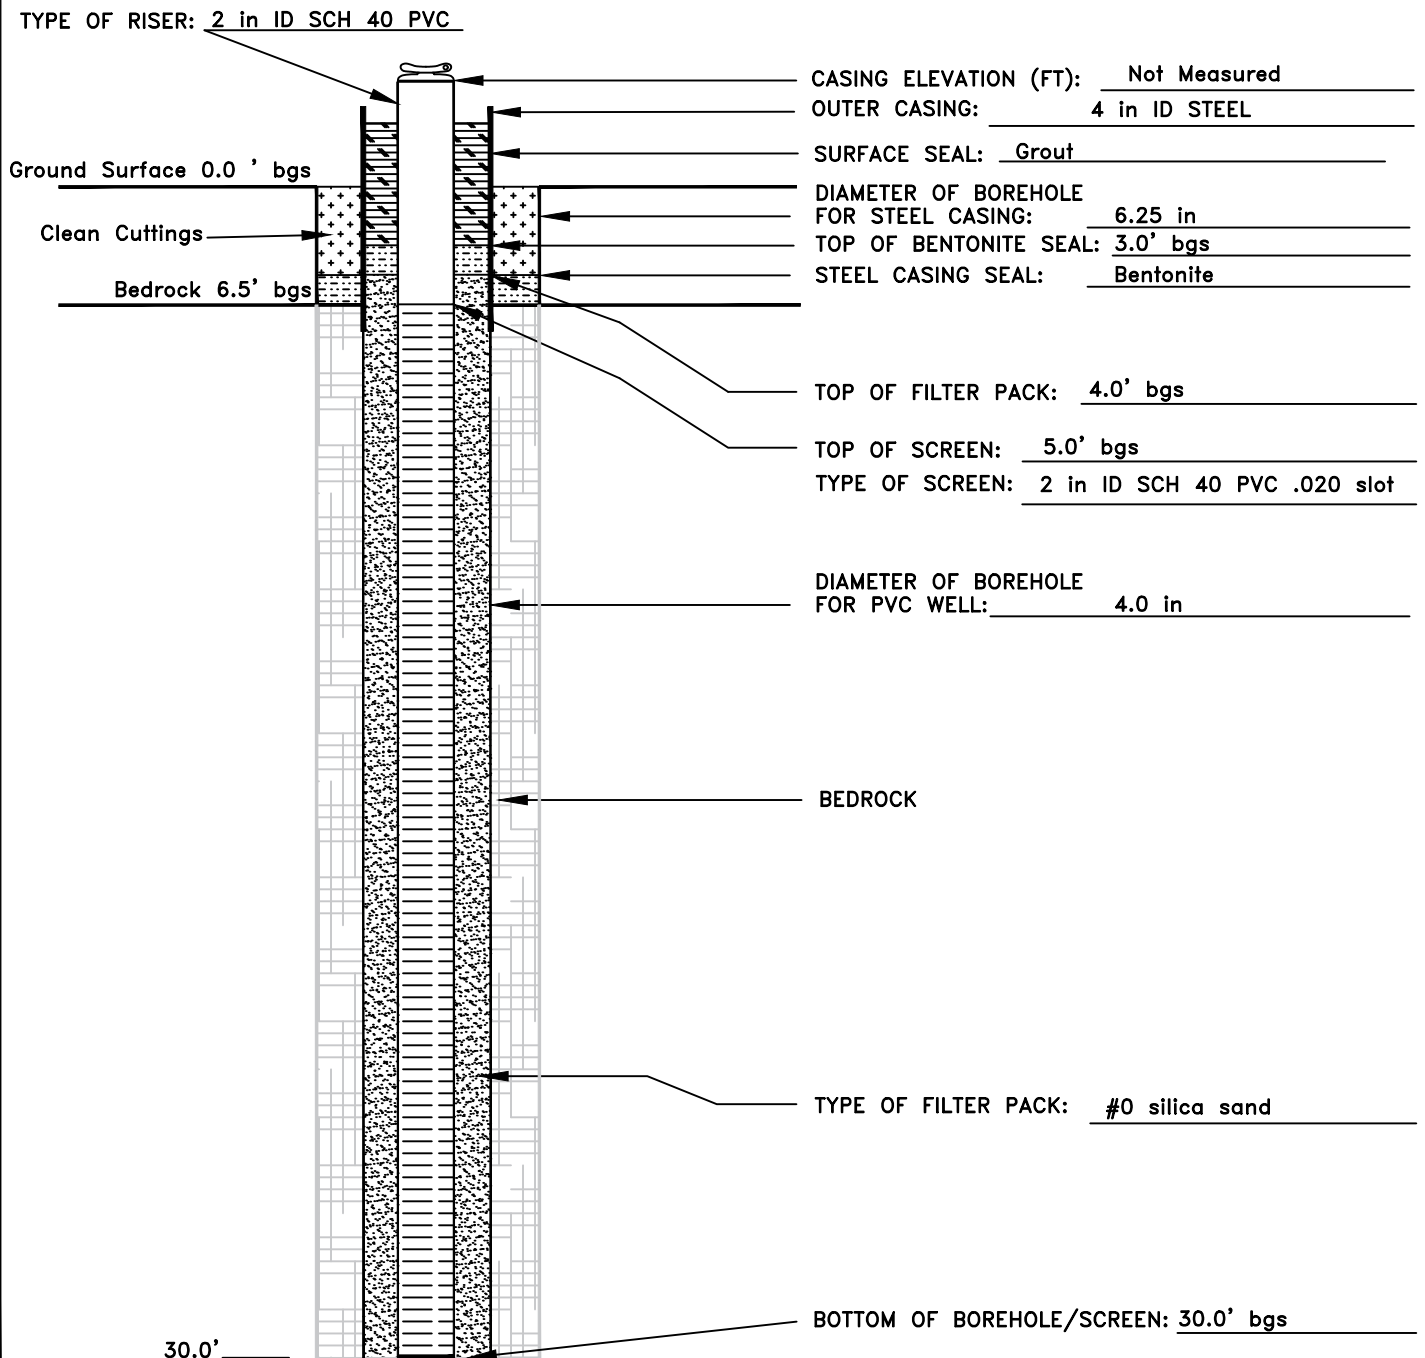 TYPE OF RISER: 2 in ID SCH 40 PVC
CASING ELEVATION (FT): Not Measured
OUTER CASING: 4 in ID STEEL
SURFACE SEAL: Grout
Ground Surface 0.0 ' bgs
DIAMETER OF BOREHOLE
FOR STEEL CASING: 6.25 in
Clean Cuttings
TOP OF BENTONITE SEAL: 3.0' bgs
STEEL CASING SEAL: Bentonite
Bedrock 6.5' bgs
TOP OF FILTER PACK: 4.0' bgs
TOP OF SCREEN: 5.0' bgs
TYPE OF SCREEN: 2 in ID SCH 40 PVC .020 slot
DIAMETER OF BOREHOLE
FOR PVC WELL: 4.0 in
BEDROCK
TYPE OF FILTER PACK: #0 silica sand
BOTTOM OF BOREHOLE/SCREEN: 30.0' bgs
30.0'